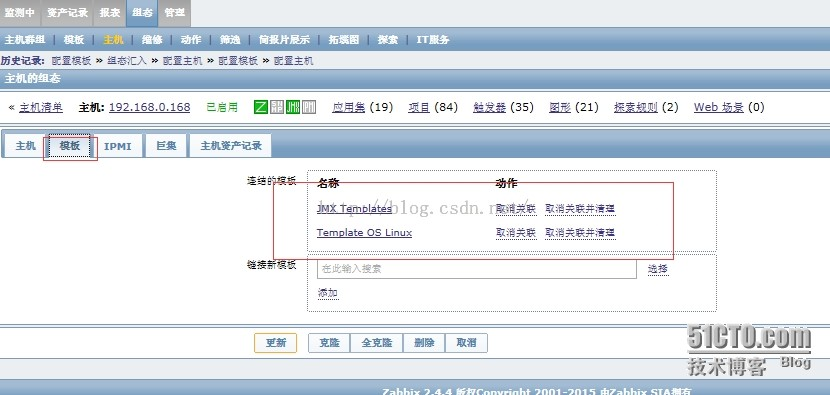 监测中 资产记录 报表 组态 管理
主机群组 | 模板 | 主机 | 维修 | 动作 | 筛选 | 简报片展示 | 拓墣图 | 探索 | IT服务
历史记录: 配置模板 » 组态汇入 » 配置主机 » 配置模板 » 配置主机
主机的组态
« 主机清单 主机: 192.168.0.168 已启用 应用集 (19) 项目 (84) 触发器 (35) 图形 (21) 探索规则 (2) Web 场景 (0)
主机 模板 IPMI 巨集 主机资产记录
连结的模板 名称 动作
JMX Templates 取消关联 取消关联并清理
http://blog.csdn.net/
Template OS Linux 取消关联 取消关联并清理
链接新模板 在此输入搜索 选择
添加
更新 克隆 全克隆 删除 取消
51CTO.com
技术博客 Blog
Zabbix 2.4.4 版权Copyright 2001-2015 由Zabbix SIA拥有